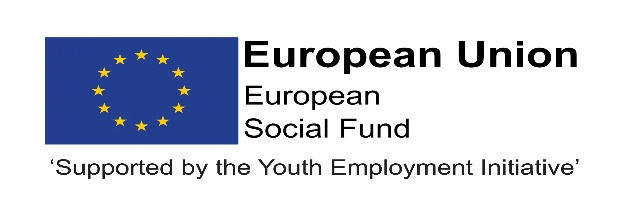 European Union
European
Social Fund
‘Supported by the Youth Employment Initiative’